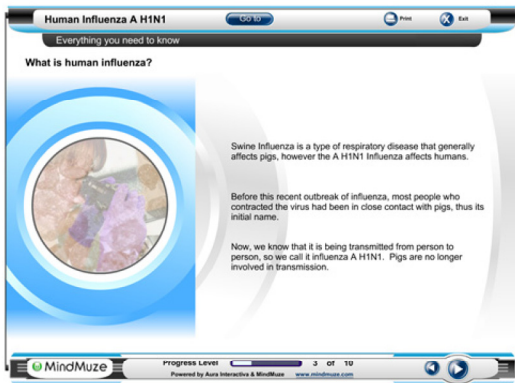 Human Influenza A H1N1
Go to
Print
Exit
Everything you need to know
What is human influenza?
Swine Influenza is a type of respiratory disease that generally
affects pigs, however the A H1N1 Influenza affects humans.
Before this recent outbreak of influenza, most people who
contracted the virus had been in close contact with pigs, thus its
initial name.
Now, we know that it is being transmitted from person to
person, so we call it influenza A H1N1. Pigs are no longer
involved in transmission.
MindMuze
Progress Level 3 of 10
Powered by Aura Interactiva & MindMuze www.mindmuze.com